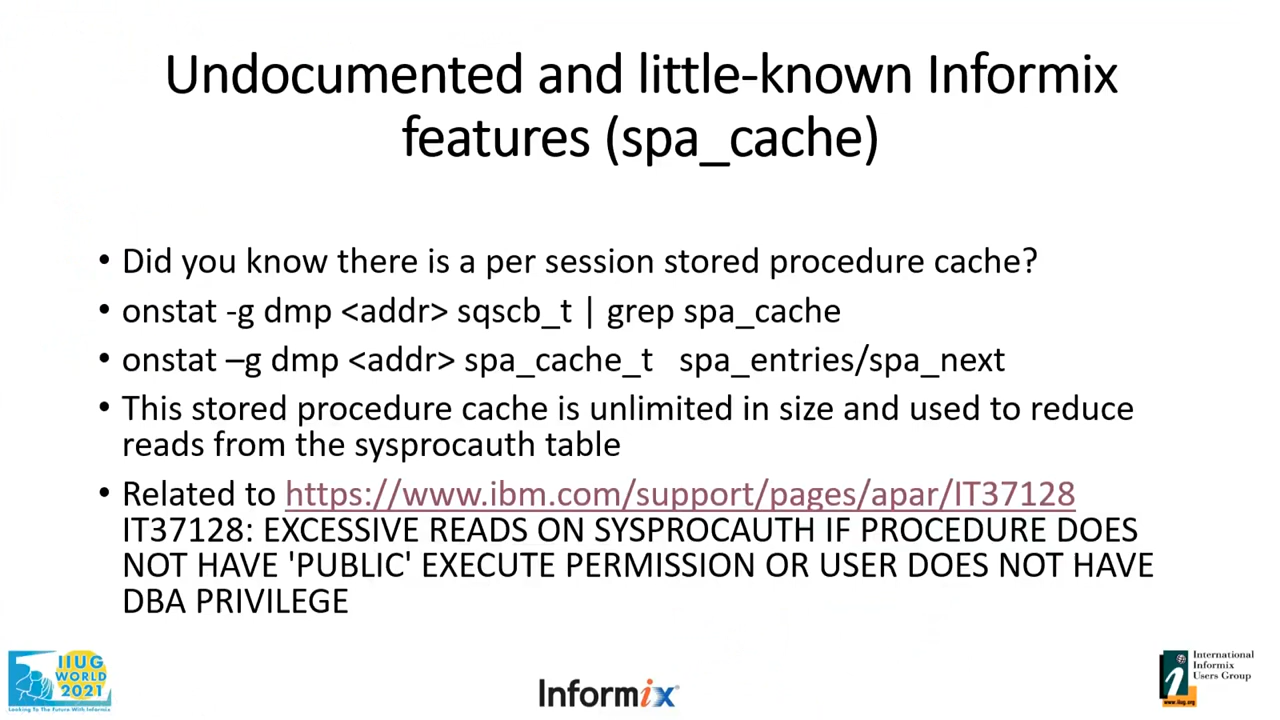 Undocumented and little-known Informix
features (spa_cache)
• Did you know there is a per session stored procedure cache?
• onstat -g dmp <addr> sqscb_t | grep spa_cache
• onstat –g dmp <addr> spa_cache_t   spa_entries/spa_next
• This stored procedure cache is unlimited in size and used to reduce
reads from the sysprocauth table
• Related to https://www.ibm.com/support/pages/apar/IT37128
IT37128: EXCESSIVE READS ON SYSPROCAUTH IF PROCEDURE DOES
NOT HAVE 'PUBLIC' EXECUTE PERMISSION OR USER DOES NOT HAVE
DBA PRIVILEGE
IIUG
WORLD
2021
Looking To The Future With Informix
Informix
i
www.iiug.org
International
Informix
Users Group